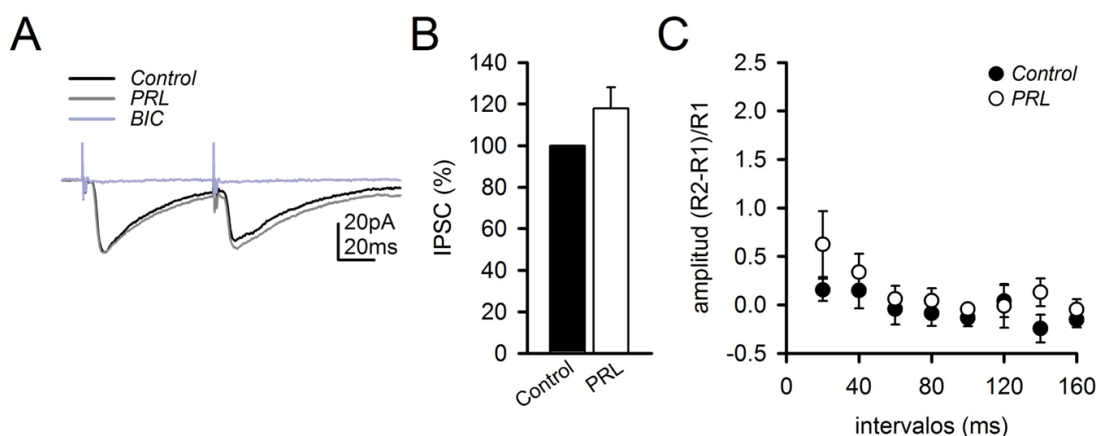 A
Control
PRL
BIC
20pA
20ms
B
140
120
100
80
60
40
20
0
IPSC (%)
Control
PRL
C
2.5
2.0
1.5
1.0
0.5
0.0
-0.5
amplitud (R2-R1)/R1
Control
PRL
0 40 80 120 160
intervalos (ms)